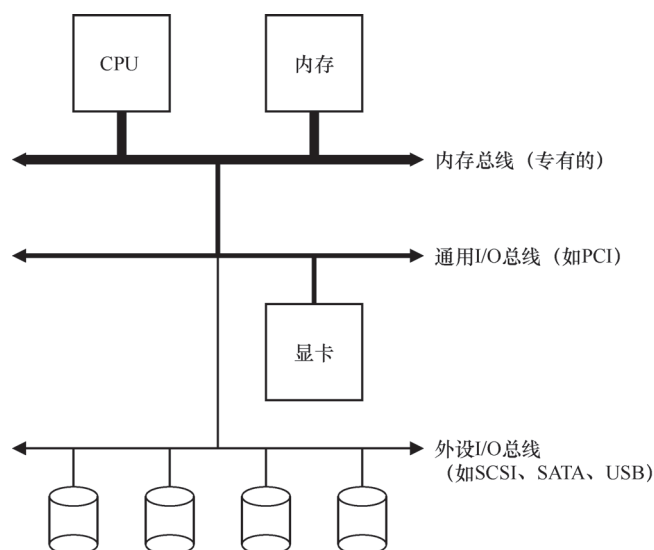 CPU
内存
内存总线（专有的）
通用I/O总线（如PCI）
显卡
外设I/O总线
（如SCSI、SATA、USB）